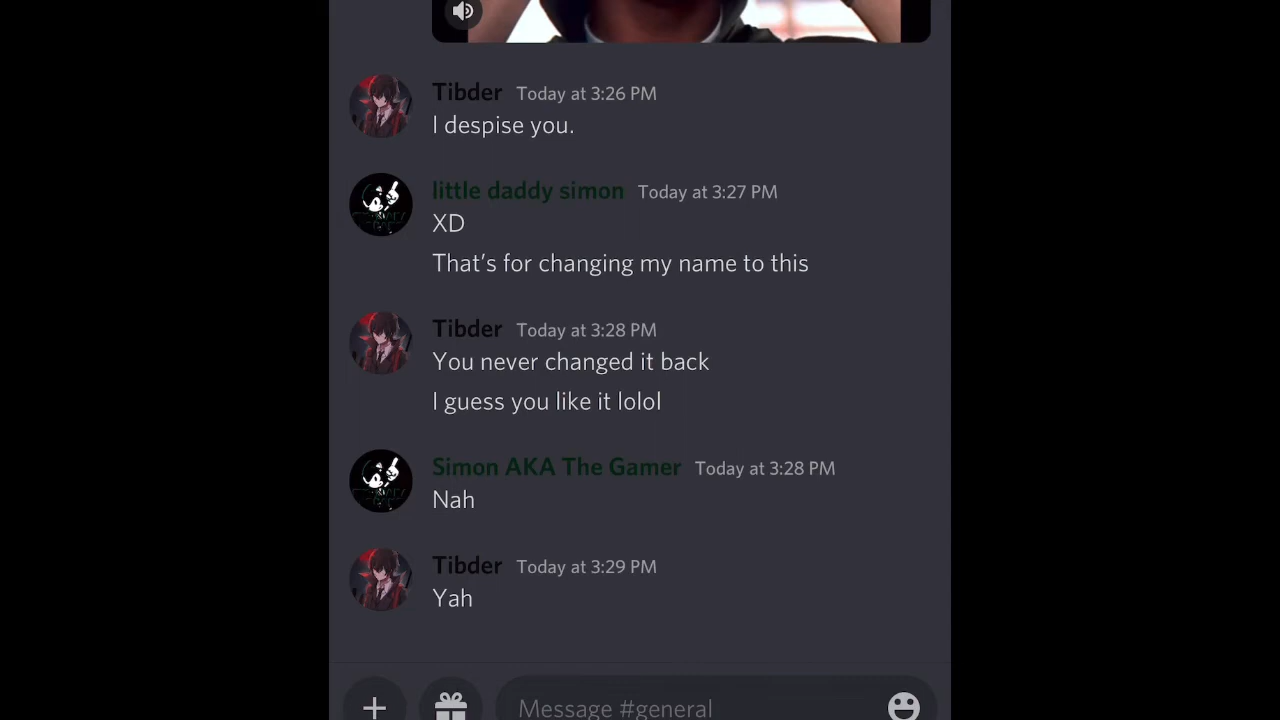 Tibder Today at 3:26 PM
I despise you.
little daddy simon Today at 3:27 PM
XD
That's for changing my name to this
Tibder Today at 3:28 PM
You never changed it back
I guess you like it lolol
Simon AKA The Gamer Today at 3:28 PM
Nah
Tibder Today at 3:29 PM
Yah
Message #general